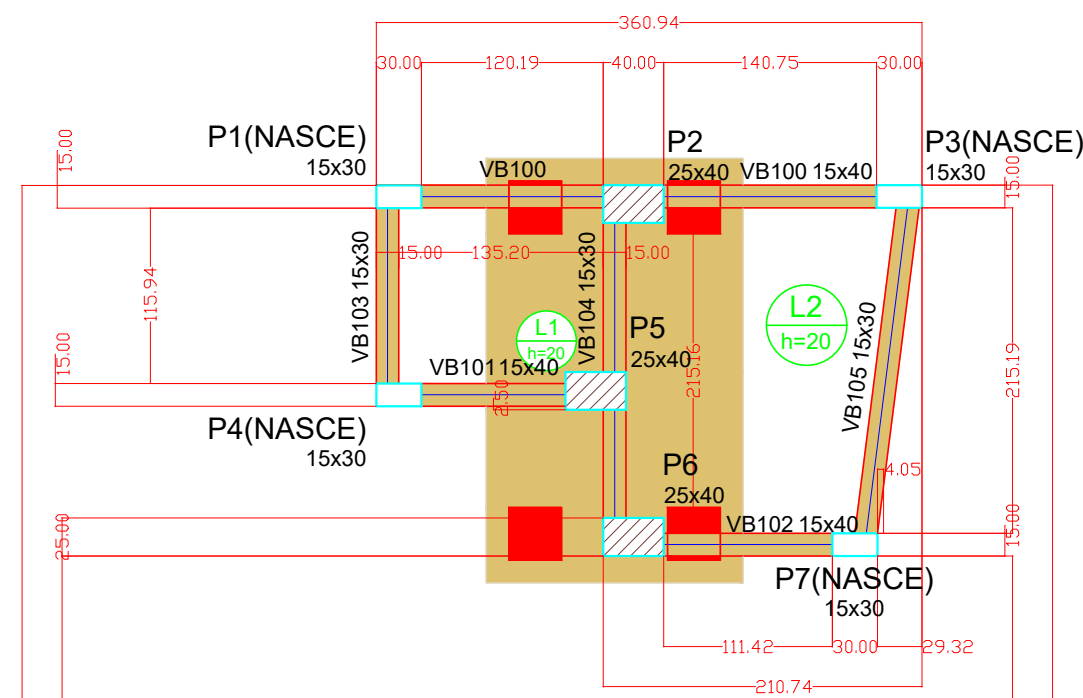 360.94
30.00
120.19
40.00
140.75
30.00
15.00
P1(NASCE)
15x30
P2
25x40
P3(NASCE)
15x30
VB100
VB100 15x40
15.00
15.00
135.20
15.00
115.94
VB103 15x30
VB104 15x30
L1
h=20
L2
h=20
P5
25x40
215.16
VB105 15x30
215.19
15.00
VB101 15x40
2.50
P4(NASCE)
15x30
P6
25x40
4.05
25.00
VB102 15x40
15.00
P7(NASCE)
15x30
111.42
30.00
29.32
210.74